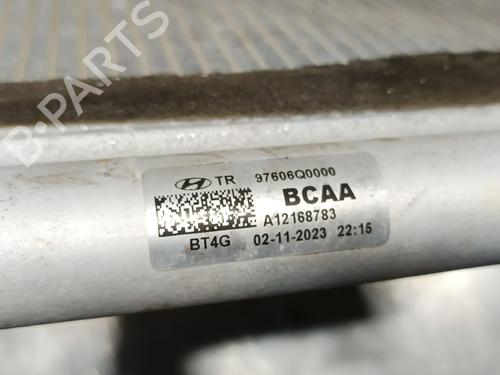 B-PARTS
TR 97606Q0000
BCAA
A12168783
BT4G 02-11-2023 22:15